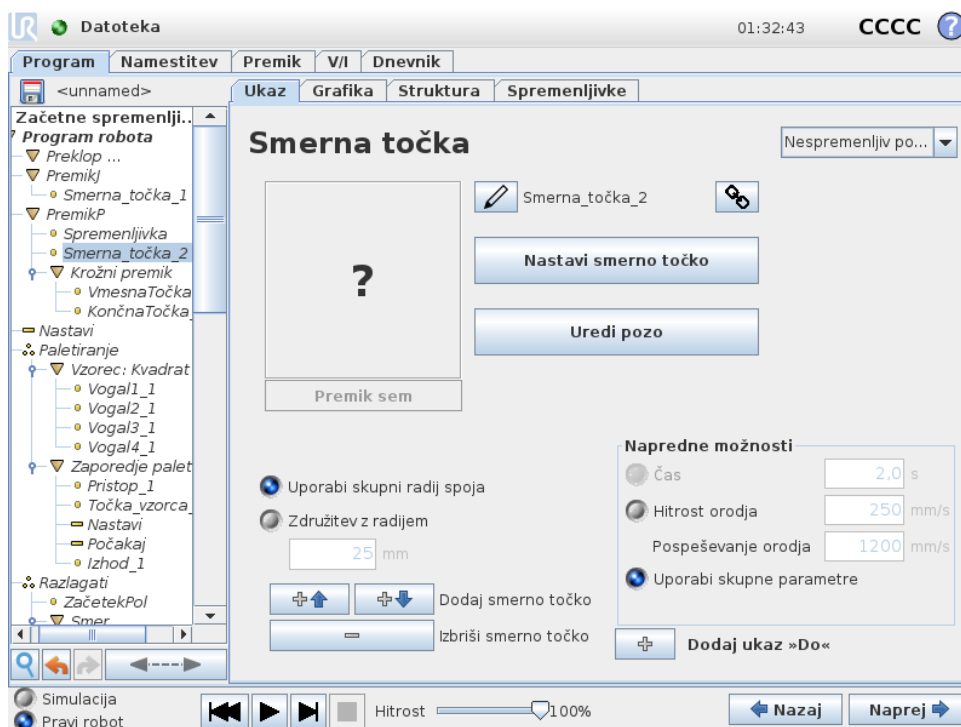 UR Datoteka 01:32:43 CCCC ?
Program Namestitev Premik V/I Dnevnik
<unnamed>
Ukaz Grafika Struktura Spremenljivke
Začetne spremenlji..
Program robota
Preklop ...
PremikJ
Smerna_točka_1
PremikP
Spremenljivka
Smerna_točka_2
Krožni premik
VmesnaTočka
KončnaTočka_
Nastavi
Paletiranje
Vzorec: Kvadrat
Vogal1_1
Vogal2_1
Vogal3_1
Vogal4_1
Zaporedje palet
Pristop_1
Točka_vzorca_
Nastavi
Počakaj
Izhod_1
Razlagati
ZačetekPol
Smer
Smerna točka
Nespremenljiv po...
?
Smerna_točka_2
Nastavi smerno točko
Uredi pozo
Premik sem
Uporabi skupni radij spoja
Združitev z radijem
25 mm
Dodaj smerno točko
Izbriši smerno točko
Napredne možnosti
Čas 2,0 s
Hitrost orodja 250 mm/s
Pospeševanje orodja 1200 mm/s
Uporabi skupne parametre
Dodaj ukaz »Do«
Simulacija
Pravi robot
Hitrost 100%
Nazaj Naprej